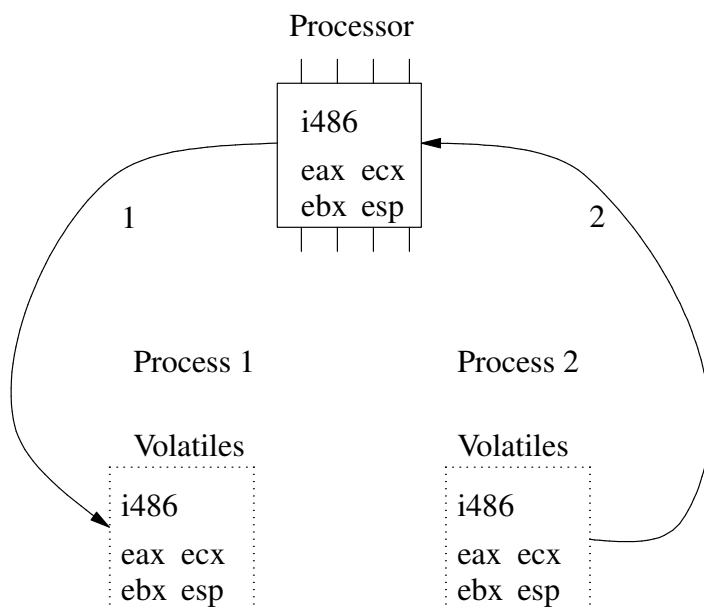 Processor
i486
eax ecx
ebx esp
1
2
Process 1
Process 2
Volatiles
Volatiles
i486
eax ecx
ebx esp
i486
eax ecx
ebx esp